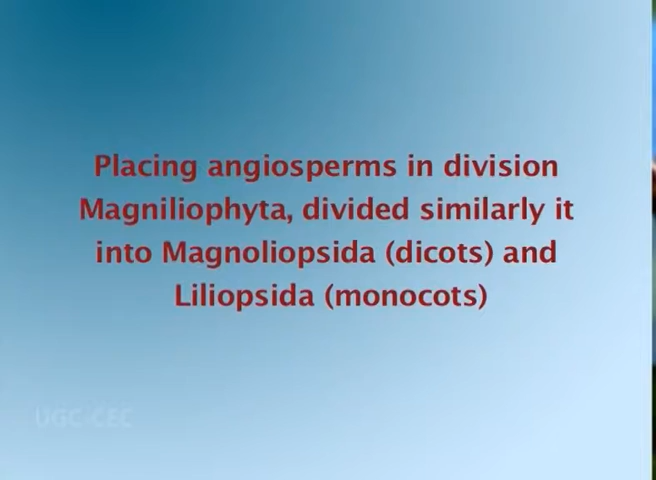 Placing angiosperms in division
Magniliophyta, divided similarly it
into Magnoliopsida (dicots) and
Liliopsida (monocots)
UGC-CEC